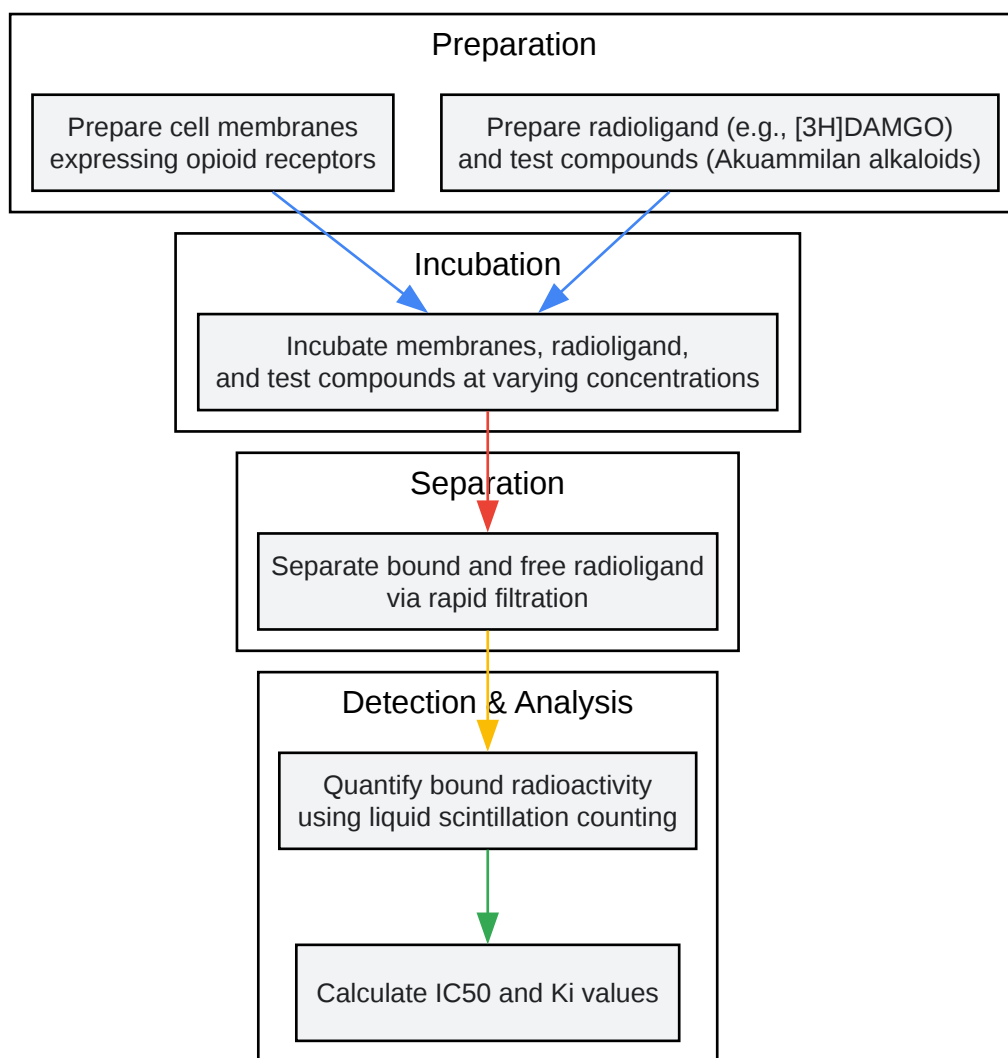 Preparation
Prepare cell membranes
expressing opioid receptors
Prepare radioligand (e.g., [3H]DAMGO)
and test compounds (Akuammilan alkaloids)
Incubation
Incubate membranes, radioligand,
and test compounds at varying concentrations
Separation
Separate bound and free radioligand
via rapid filtration
Detection & Analysis
Quantify bound radioactivity
using liquid scintillation counting
Calculate IC50 and Ki values